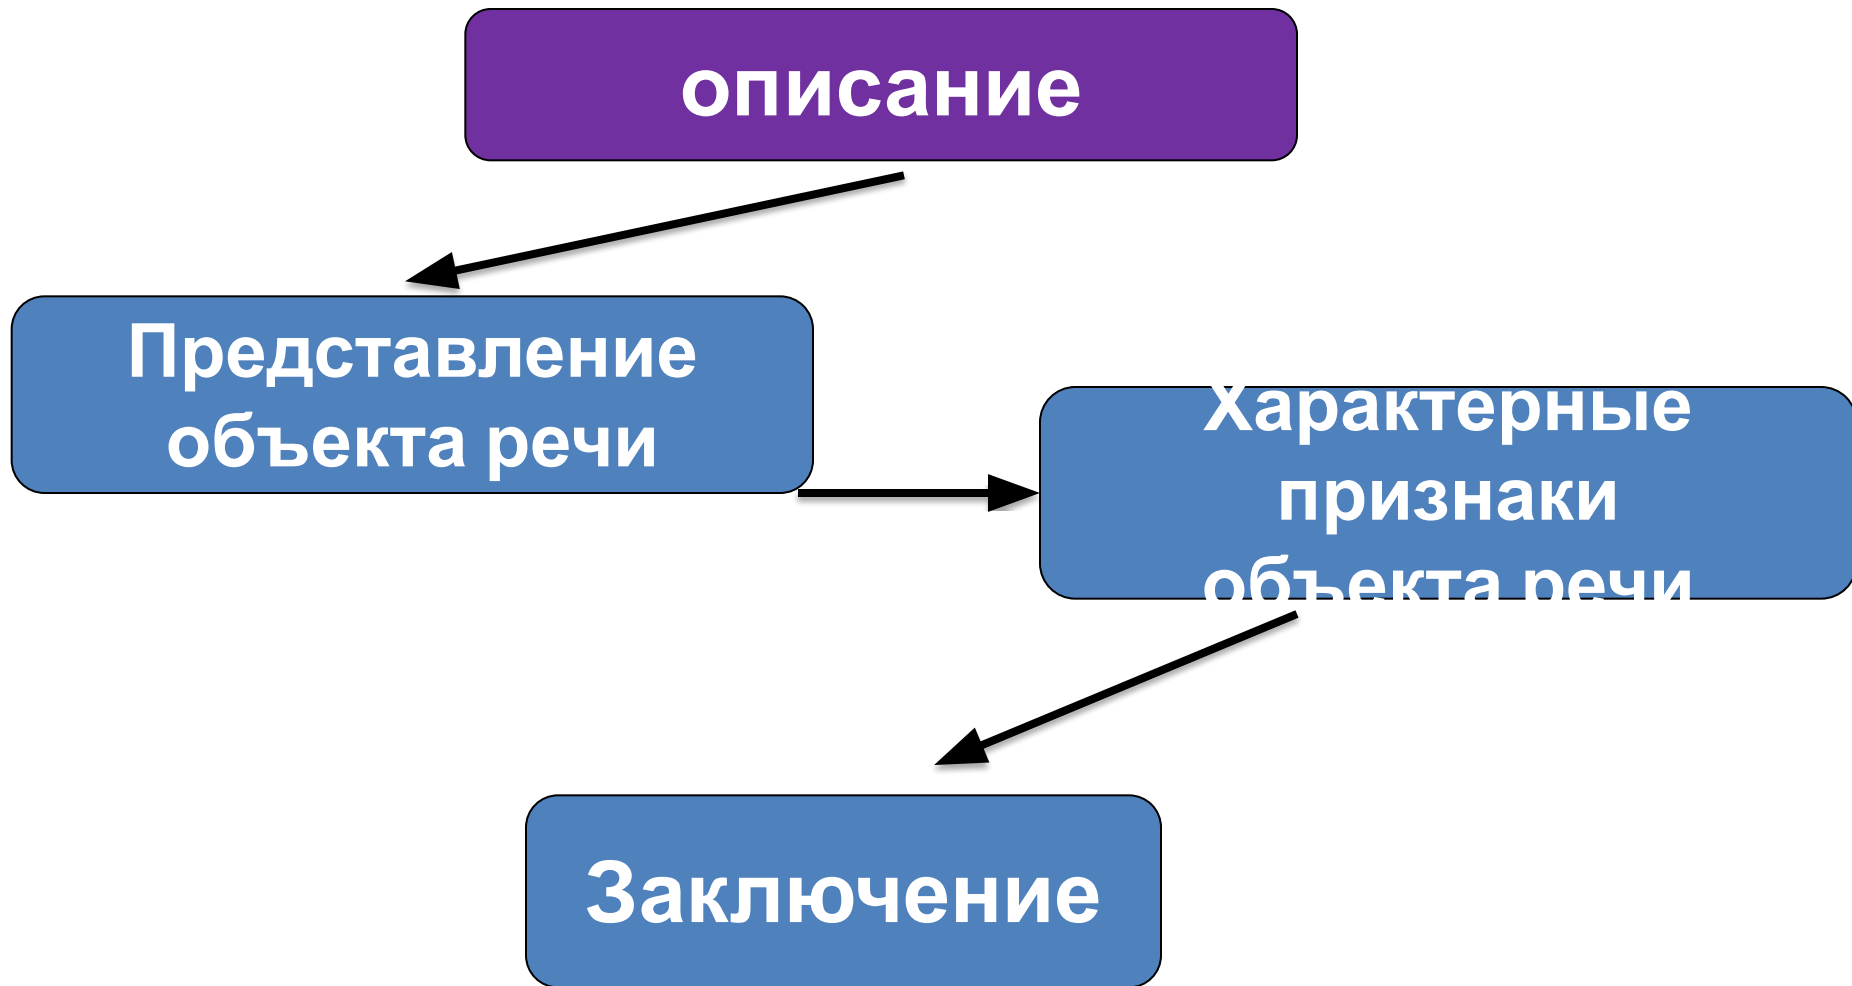 описание
Представление
объекта речи
Характерные
признаки
объекта речи
Заключение